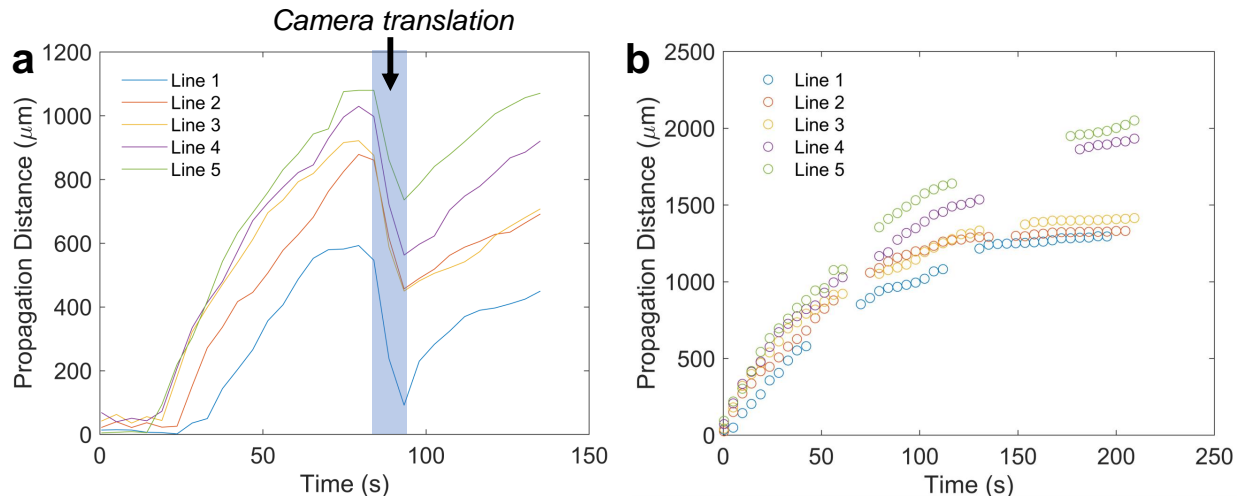 Camera translation
a
1200
1000
800
600
400
200
0
Propagation Distance (μm)
Line 1
Line 2
Line 3
Line 4
Line 5
0
50
100
150
Time (s)
b
2500
2000
1500
1000
500
0
Propagation Distance (μm)
Line 1
Line 2
Line 3
Line 4
Line 5
0
50
100
150
200
250
Time (s)